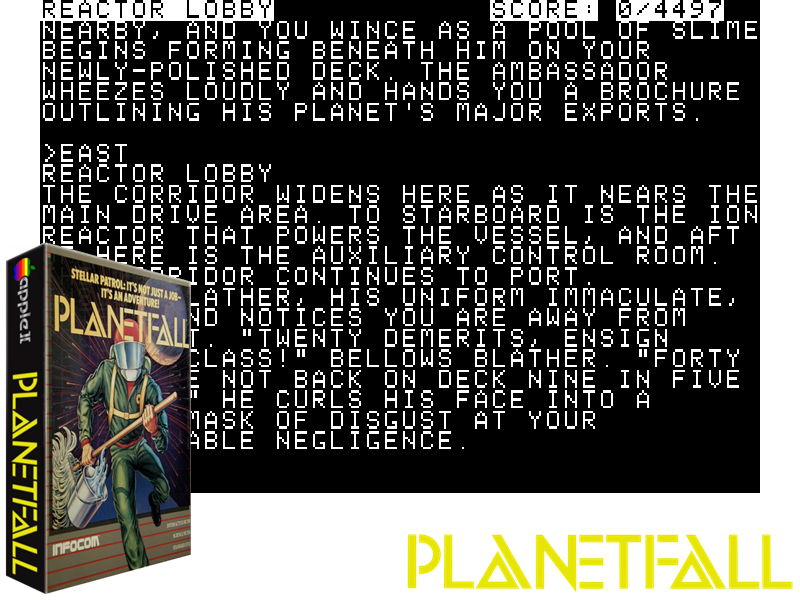 REACTOR LOBBY SCORE: 0/4497
NEARBY, AND YOU WINCE AS A POOL OF SLIME
BEGINS FORMING BENEATH HIM ON YOUR
NEWLY-POLISHED DECK. THE AMBASSADOR
WHEEZES LOUDLY AND HANDS YOU A BROCHURE
OUTLINING HIS PLANET'S MAJOR EXPORTS.
>EAST
REACTOR LOBBY
THE CORRIDOR WIDENS HERE AS IT NEARS THE
MAIN DRIVE AREA. TO STARBOARD IS THE ION
REACTOR THAT POWERS THE VESSEL, AND AFT
HERE IS THE AUXILIARY CONTROL ROOM.
CONTINUES TO PORT.
HIS UNIFORM IMMACULATE,
NOTICES YOU ARE AWAY FROM
"TWENTY DEMERITS, ENSIGN
CLASS!" BELLOWS BLATHER. "FORTY
NOT BACK ON DECK NINE IN FIVE
" HE CURLS HIS FACE INTO A
MASK OF DISGUST AT YOUR
NEGLIGENCE.
apple II
PLANETFALL
STELLAR PATROL: IT'S NOT JUST A JOB-
IT'S AN ADVENTURE!
PLANETFALL
INFOCOM
PLANETFALL